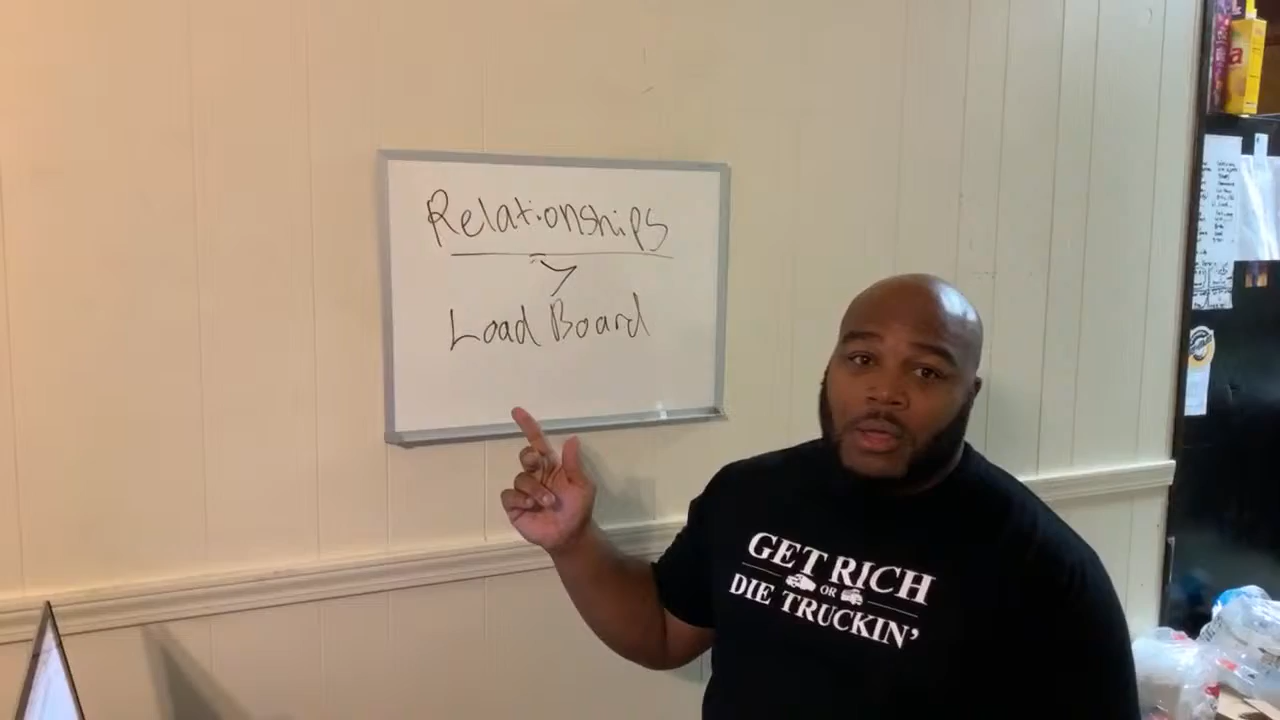 Relationships
>
Load Board
GET RICH
OR
DIE TRUCKIN'
a